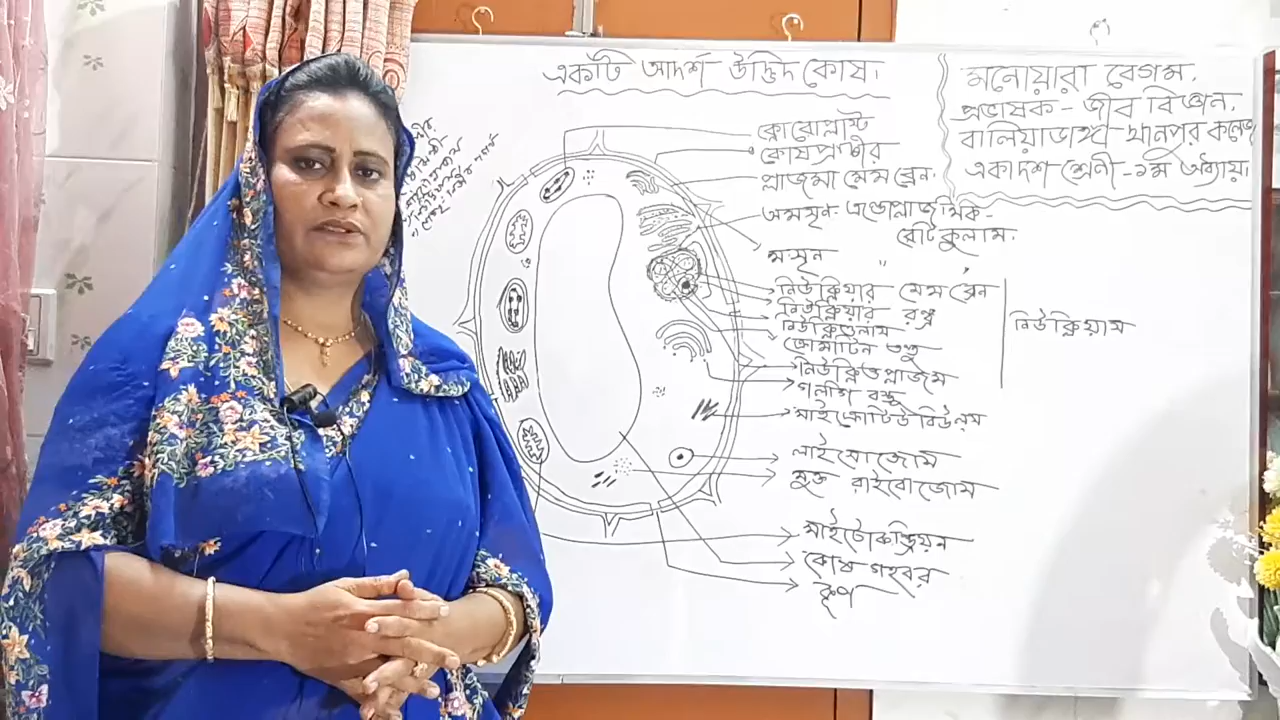 একটি আদর্শ উদ্ভিদ কোষ।
মনোয়ারা বেগম.
প্রভাষক - জীব বিজ্ঞান,
বালিয়াডাঙ্গা খানপুর কলেজ
একাদশ শ্রেণী - ১ম অধ্যায়।
ক্লোরোপ্লাস্ট
কোষপ্রাচীর
প্লাজমা মেমব্রেন.
অমসৃন- এন্ডোপ্লাজমিক-
রেটিকুলাম.
মসৃন "
নিউক্লিয়ার মেমব্রেন
নিউক্লিয়ার রন্ধ্র
নিউক্লিওলাস
ক্রোমাটিন তন্তু
নিউক্লিয়াস
নিউক্লিওপ্লাজম
গলগি বস্তু
মাইক্রোটিউবিউলস
লাইসোজোম
মুক্ত রাইবোজোম
মাইটোকন্ড্রিয়ন
কোষ গহবর
কূপ